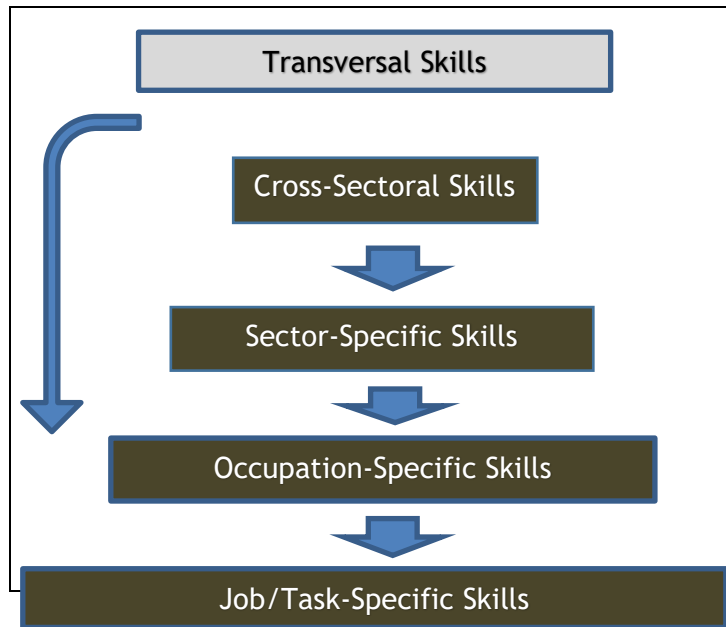 Transversal Skills
Cross-Sectoral Skills
Sector-Specific Skills
Occupation-Specific Skills
Job/Task-Specific Skills